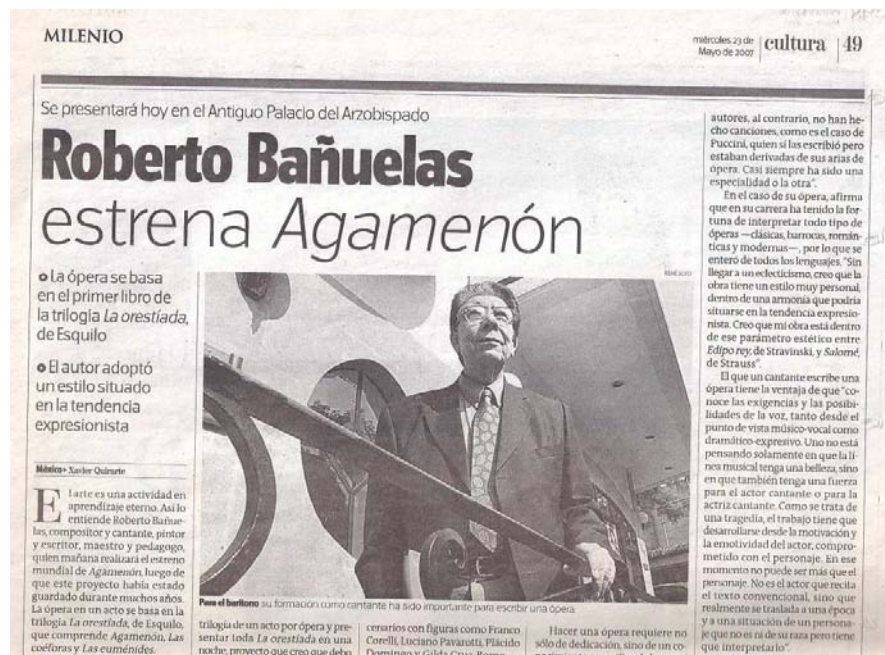 MILENIO
miércoles 23 de
Mayo de 2007
cultura
49
Se presentará hoy en el Antiguo Palacio del Arzobispado
Roberto Bañuelas
estrena Agamenón
La ópera se basa
en el primer libro de
la trilogía La orestíada,
de Esquilo
El autor adoptó
un estilo situado
en la tendencia
expresionista
México• Xavier Quirarte
El arte es una actividad en
aprendizaje eterno. Así lo
entiende Roberto Bañue-
las, compositor y cantante, pintor
y escritor, maestro y pedagogo,
quien mañana realizará el estreno
mundial de Agamenón, luego de
que este proyecto había estado
guardado durante muchos años.
La ópera en un acto se basa en la
trilogía La orestíada, de Esquilo,
que comprende Agamenón, Las
coéforas y Las euménides.
Para el barítono su formación como cantante ha sido importante para escribir una ópera
trilogía de un acto por ópera y pre-
sentar toda La orestíada en una
noche, proyecto que creo que debo
cenarios con figuras como Franco
Corelli, Luciano Pavarotti, Plácido
Domingo y Gilda Cruz-Romo
Hacer una ópera requiere no
sólo de dedicación, sino de un co-
autores, al contrario, no han he-
cho canciones, como es el caso de
Puccini, quien sí las escribió pero
estaban derivadas de sus arias de
ópera. Casi siempre ha sido una
especialidad o la otra".
En el caso de su ópera, afirma
que en su carrera ha tenido la for-
tuna de interpretar todo tipo de
óperas —clásicas, barrocas, román-
ticas y modernas—, por lo que se
enteró de todos los lenguajes. "Sin
llegar a un eclecticismo, creo que la
obra tiene un estilo muy personal,
dentro de una armonía que podría
situarse en la tendencia expresio-
nista. Creo que mi obra está dentro
de ese parámetro estético entre
Edipo rey, de Stravinski, y Salomé,
de Strauss".
El que un cantante escribe una
ópera tiene la ventaja de que "co-
noce las exigencias y las posibi-
lidades de la voz, tanto desde el
punto de vista músico-vocal como
dramático-expresivo. Uno no está
pensando solamente en que la lí-
nea musical tenga una belleza, sino
en que también tenga una fuerza
para el actor cantante o para la
actriz cantante. Como se trata de
una tragedia, el trabajo tiene que
desarrollarse desde la motivación y
la emotividad del actor, compro-
metido con el personaje. En ese
momento no puede ser más que el
personaje. No es el actor que recita
el texto convencional, sino que
realmente se traslada a una época
y a una situación de un persona-
je que no es ni de su raza pero tiene
que interpretarlo".